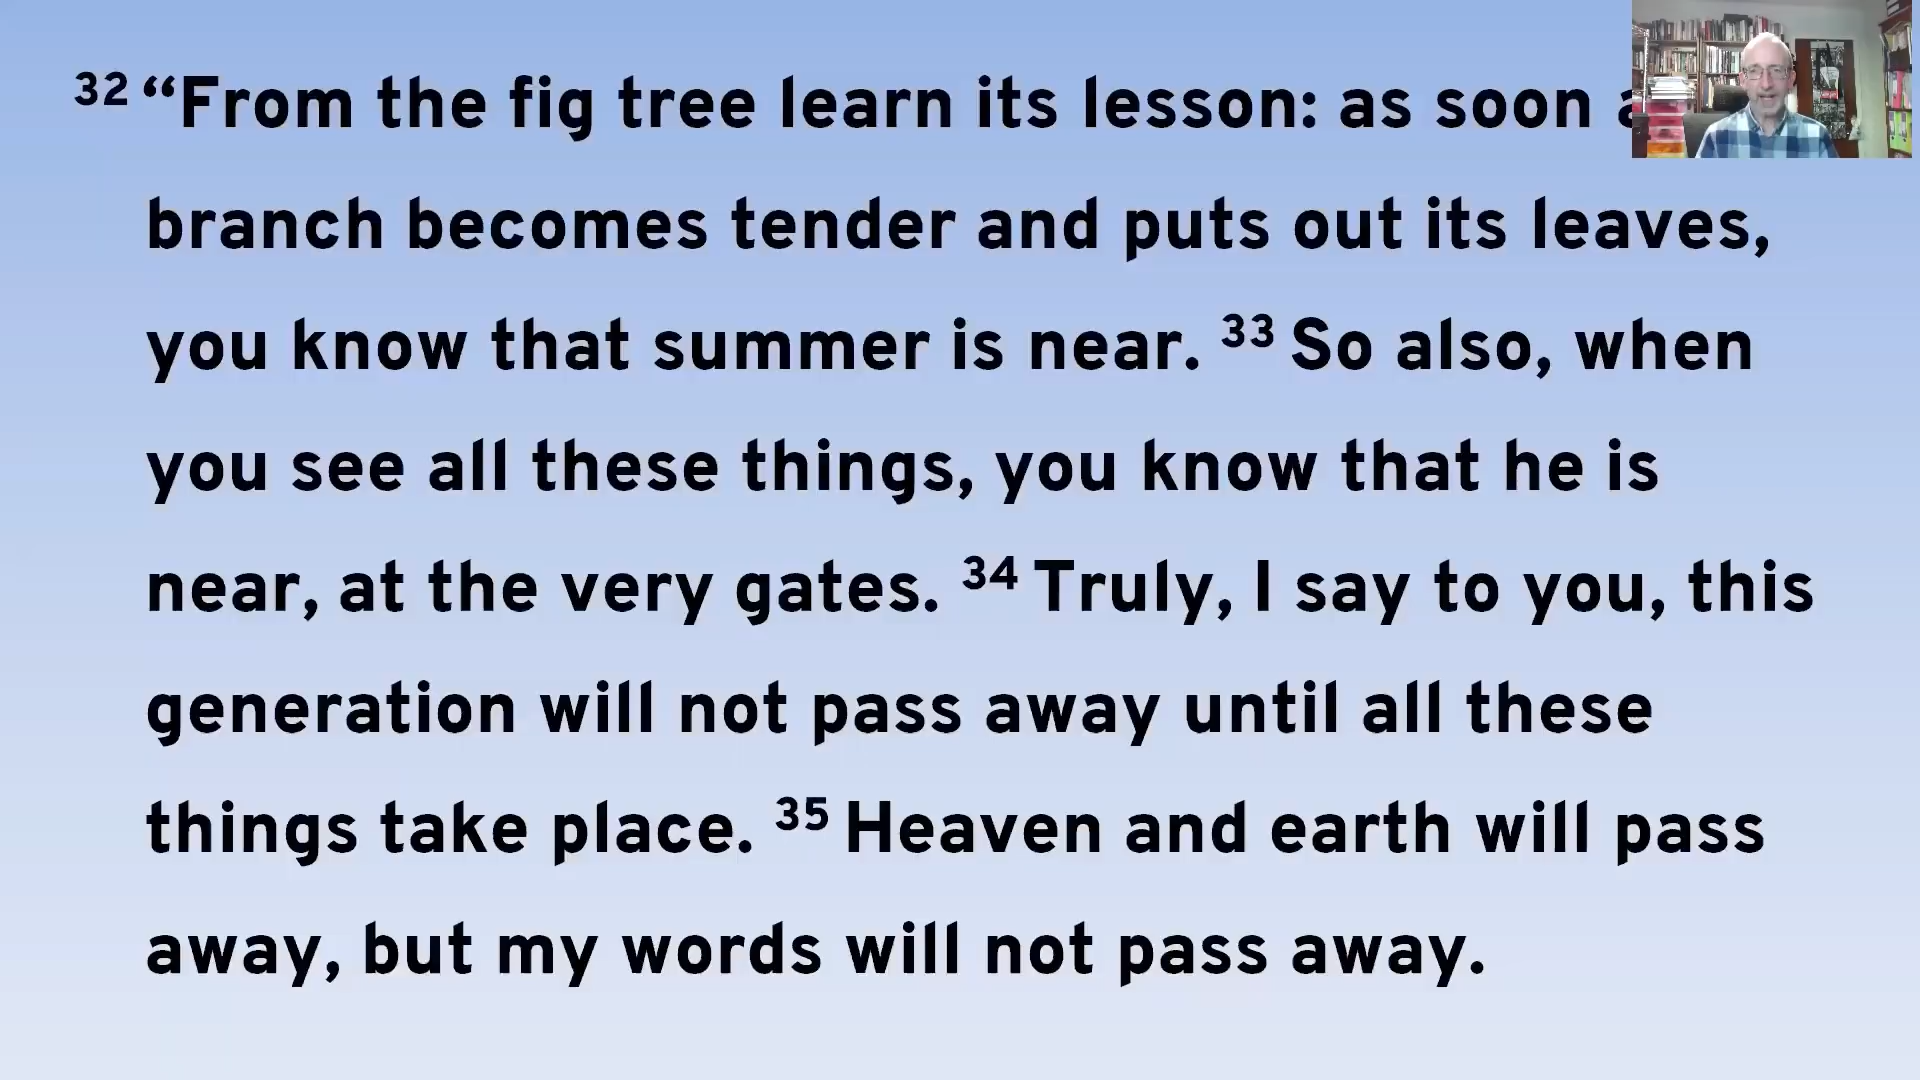 32 “From the fig tree learn its lesson: as soon
branch becomes tender and puts out its leaves,
you know that summer is near. 33 So also, when
you see all these things, you know that he is
near, at the very gates. 34 Truly, I say to you, this
generation will not pass away until all these
things take place. 35 Heaven and earth will pass
away, but my words will not pass away.